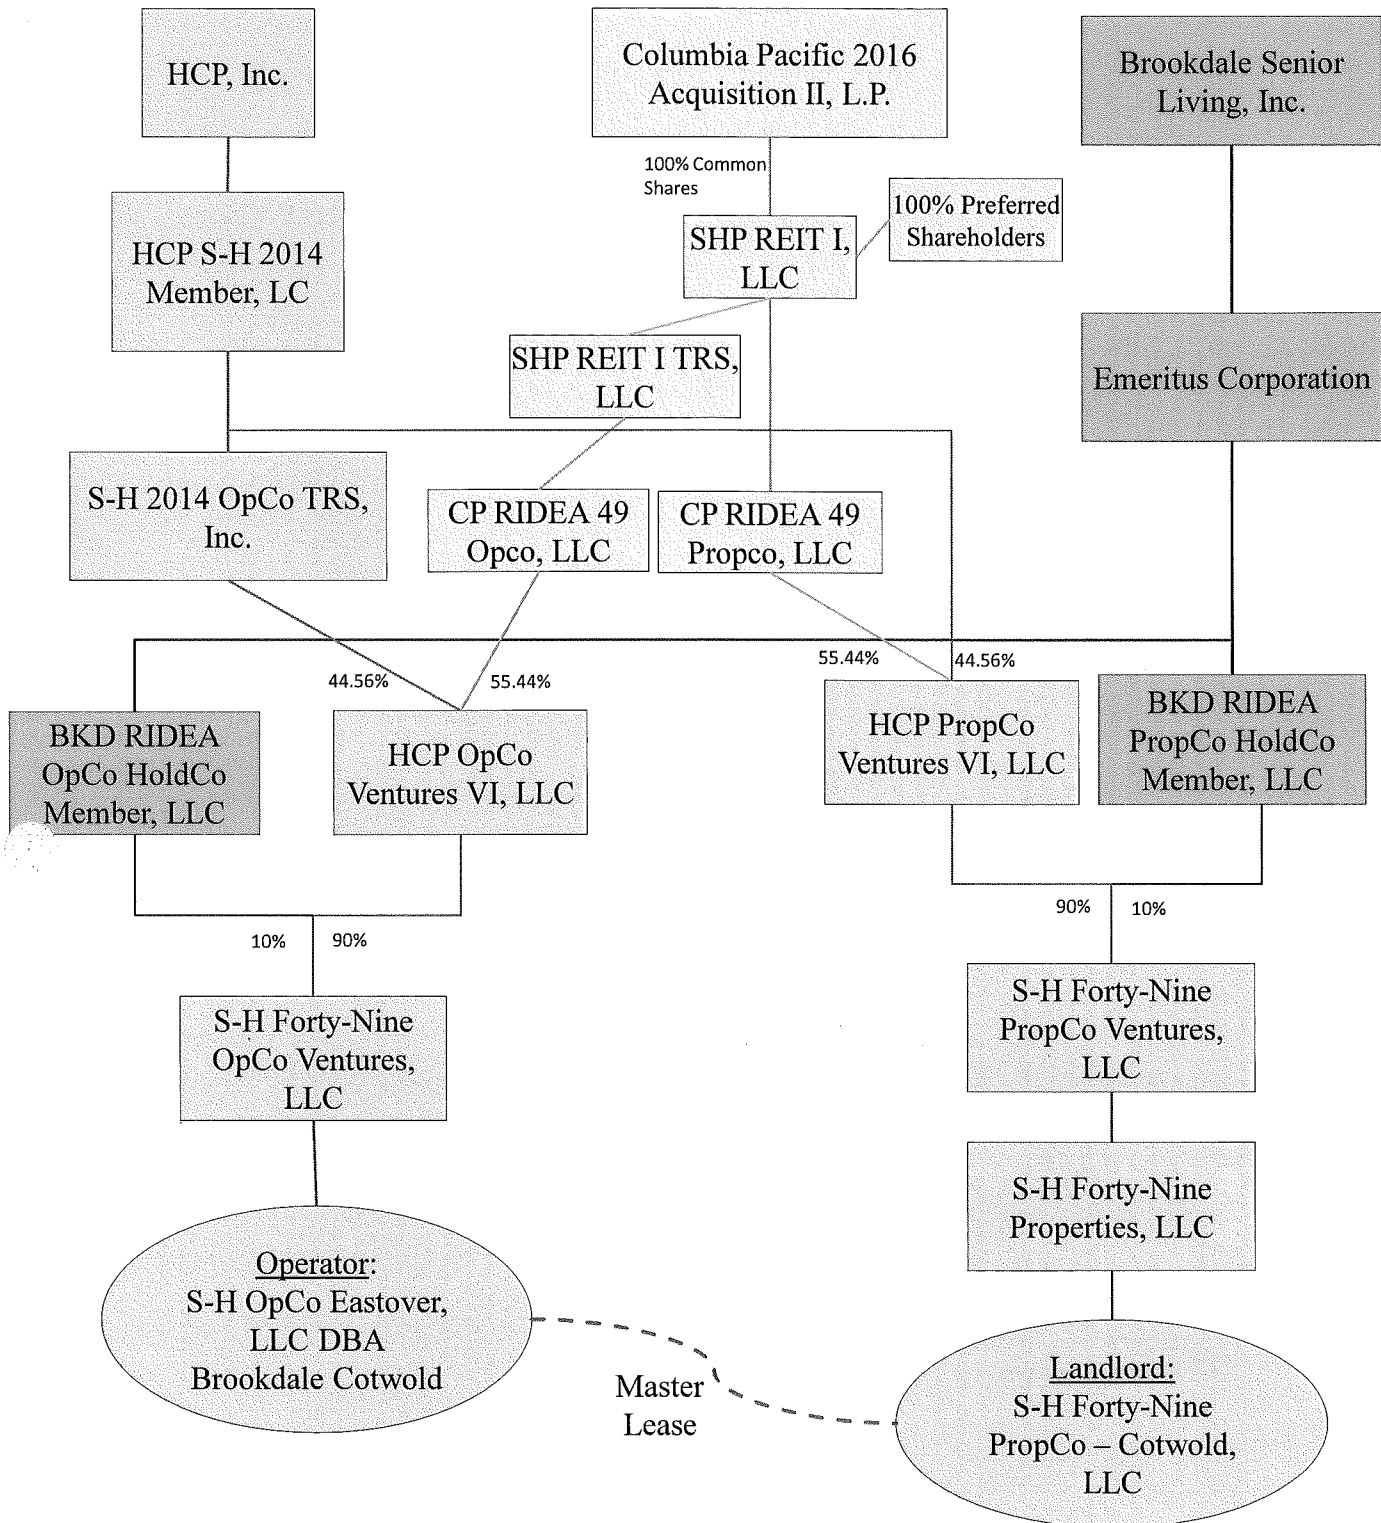 HCP, Inc.
Columbia Pacific 2016
Acquisition II, L.P.
Brookdale Senior
Living, Inc.
100% Common
Shares
100% Preferred
Shareholders
HCP S-H 2014
Member, LC
SHP REIT I,
LLC
SHP REIT I TRS,
LLC
Emeritus Corporation
S-H 2014 OpCo TRS,
Inc.
CP RIDEA 49
Opco, LLC
CP RIDEA 49
Propco, LLC
44.56%
55.44%
55.44%
44.56%
BKD RIDEA
OpCo HoldCo
Member, LLC
HCP OpCo
Ventures VI, LLC
HCP PropCo
Ventures VI, LLC
BKD RIDEA
PropCo HoldCo
Member, LLC
10%
90%
90%
10%
S-H Forty-Nine
OpCo Ventures,
LLC
S-H Forty-Nine
PropCo Ventures,
LLC
S-H Forty-Nine
Properties, LLC
Operator:
S-H OpCo Eastover,
LLC DBA
Brookdale Cotwold
Master
Lease
Landlord:
S-H Forty-Nine
PropCo – Cotwold,
LLC